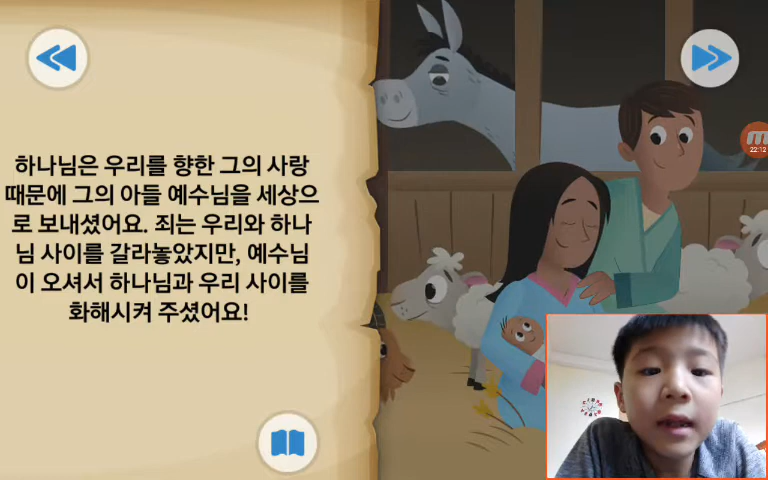 하나님은 우리를 향한 그의 사랑
때문에 그의 아들 예수님을 세상으
로 보내셨어요. 죄는 우리와 하나
님 사이를 갈라놓았지만, 예수님
이 오셔서 하나님과 우리 사이를
화해시켜 주셨어요!
22:12